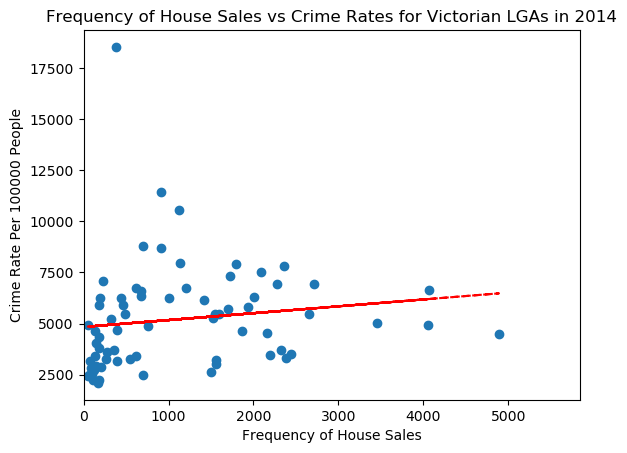 Frequency of House Sales vs Crime Rates for Victorian LGAs in 2014
17500
15000
12500
10000
7500
5000
2500
Crime Rate Per 100000 People
0 1000 2000 3000 4000 5000
Frequency of House Sales